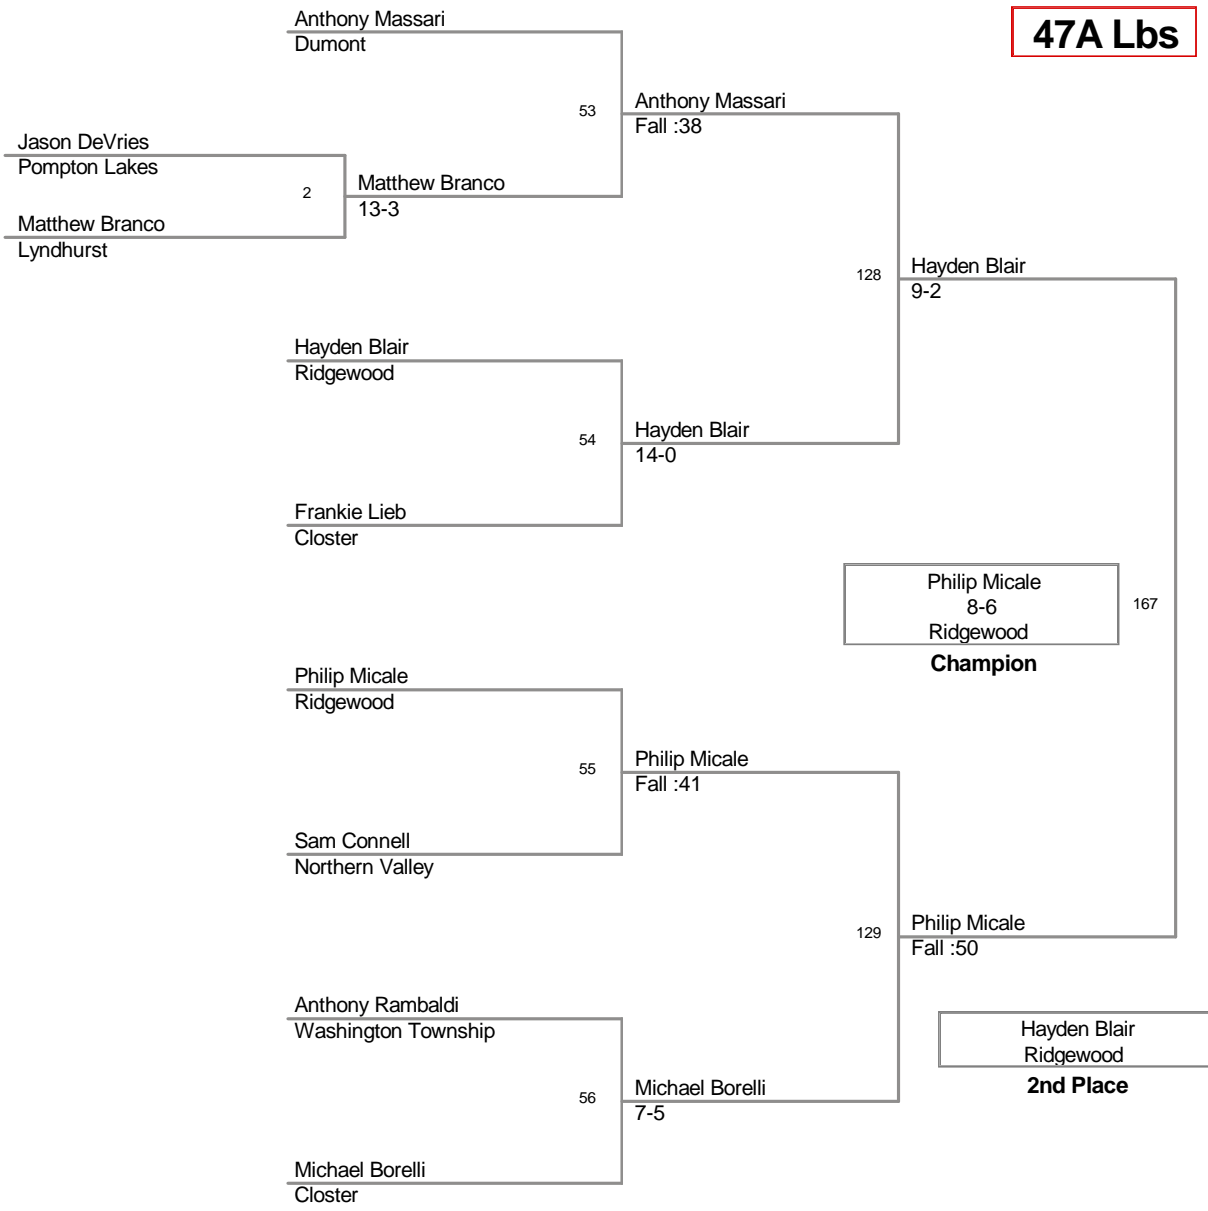 Anthony Massari
Dumont
47A Lbs
53
Anthony Massari
Fall :38
Jason DeVries
Pompton Lakes
2
Matthew Branco
13-3
Matthew Branco
Lyndhurst
128
Hayden Blair
9-2
Hayden Blair
Ridgewood
54
Hayden Blair
14-0
Frankie Lieb
Closter
Philip Micale
8-6
Ridgewood
167
Champion
Philip Micale
Ridgewood
55
Philip Micale
Fall :41
Sam Connell
Northern Valley
129
Philip Micale
Fall :50
Anthony Rambaldi
Washington Township
Hayden Blair
Ridgewood
2nd Place
56
Michael Borelli
7-5
Michael Borelli
Closter